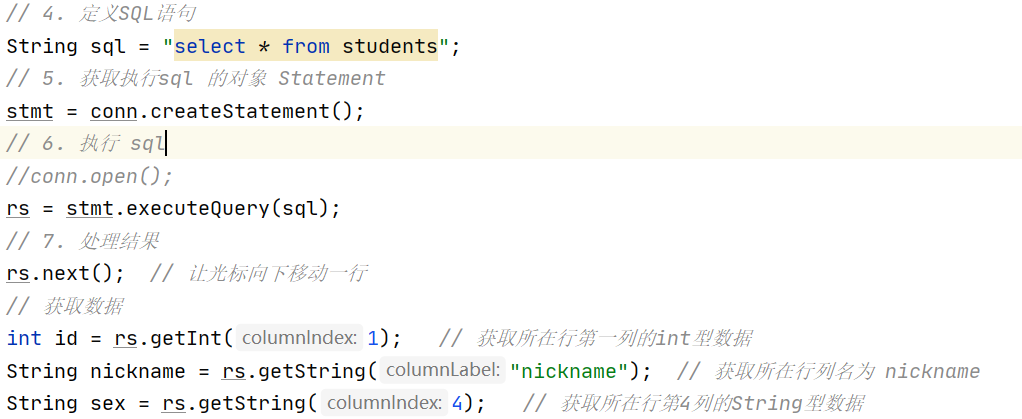 // 4. 定义SQL语句
String sql = "select * from students";
// 5. 获取执行sql 的对象 Statement
stmt = conn.createStatement();
// 6. 执行 sql
//conn.open();
rs = stmt.executeQuery(sql);
// 7. 处理结果
rs.next();  // 让光标向下移动一行
// 获取数据
int id = rs.getInt( columnIndex: 1);   // 获取所在行第一列的int型数据
String nickname = rs.getString( columnLabel: "nickname");  // 获取所在行列名为 nickname
String sex = rs.getString( columnIndex: 4);   // 获取所在行第4列的String型数据